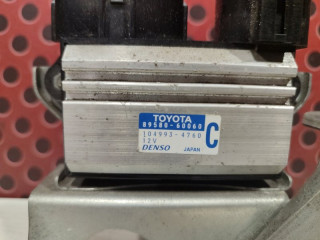 TOYOTA
89580-60060
104993-4760
12V
DENSO JAPAN
C